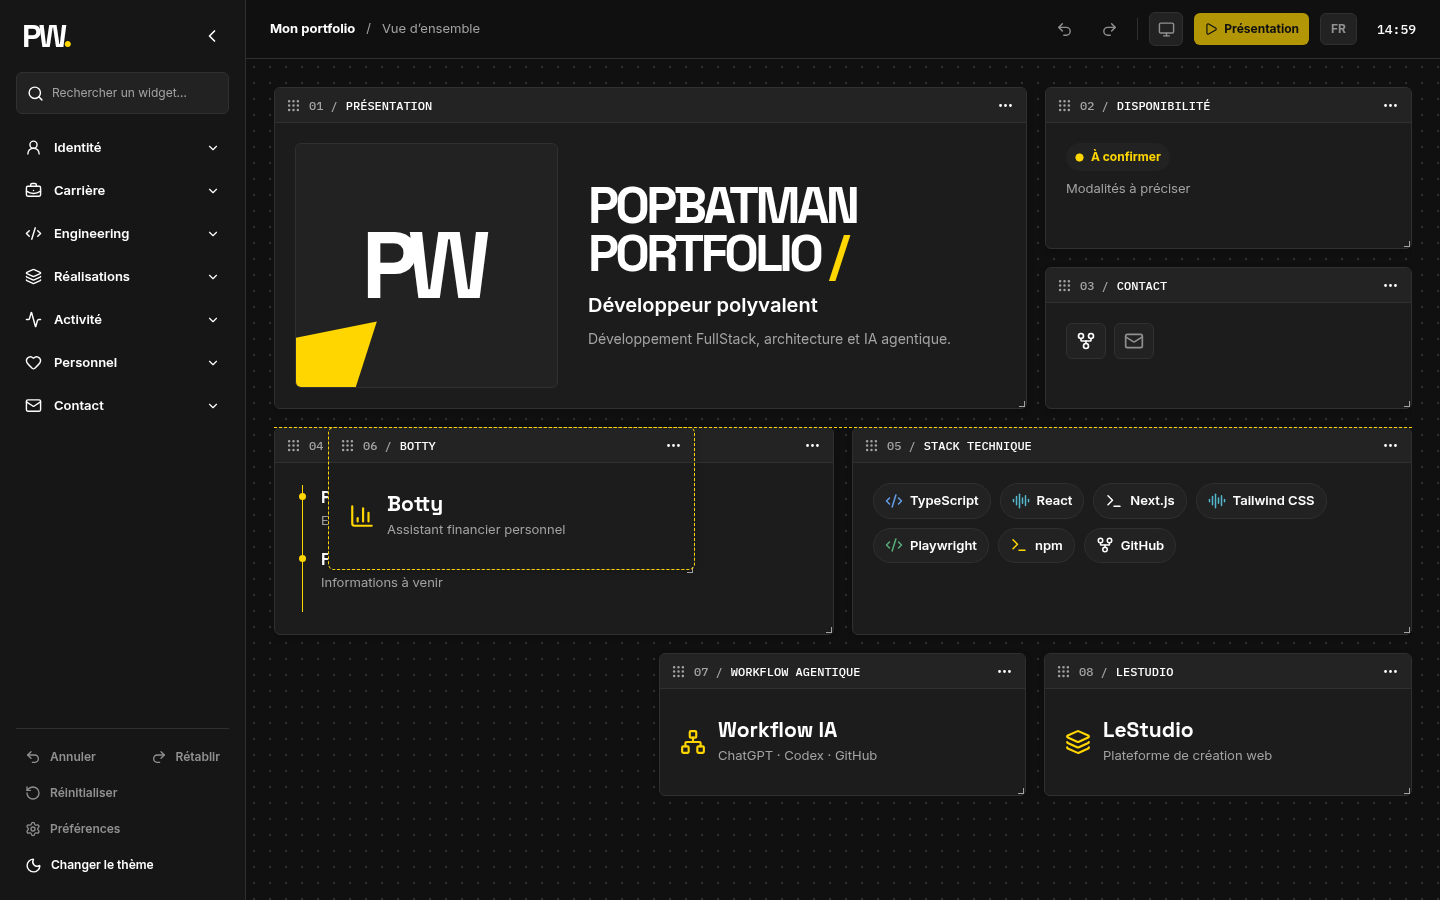 PW.
Rechercher un widget...
Identité
Carrière
Engineering
Réalisations
Activité
Personnel
Contact
Annuler
Rétablir
Réinitialiser
Préférences
Changer le thème
Mon portfolio / Vue d’ensemble
Présentation
FR
14:59
01 / PRÉSENTATION
PW
POPBATMAN
PORTFOLIO /
Développeur polyvalent
Développement FullStack, architecture et IA agentique.
02 / DISPONIBILITÉ
À confirmer
Modalités à préciser
03 / CONTACT
04
06 / BOTTY
Botty
Assistant financier personnel
Informations à venir
05 / STACK TECHNIQUE
TypeScript
React
Next.js
Tailwind CSS
Playwright
npm
GitHub
07 / WORKFLOW AGENTIQUE
Workflow IA
ChatGPT · Codex · GitHub
08 / LESTUDIO
LeStudio
Plateforme de création web